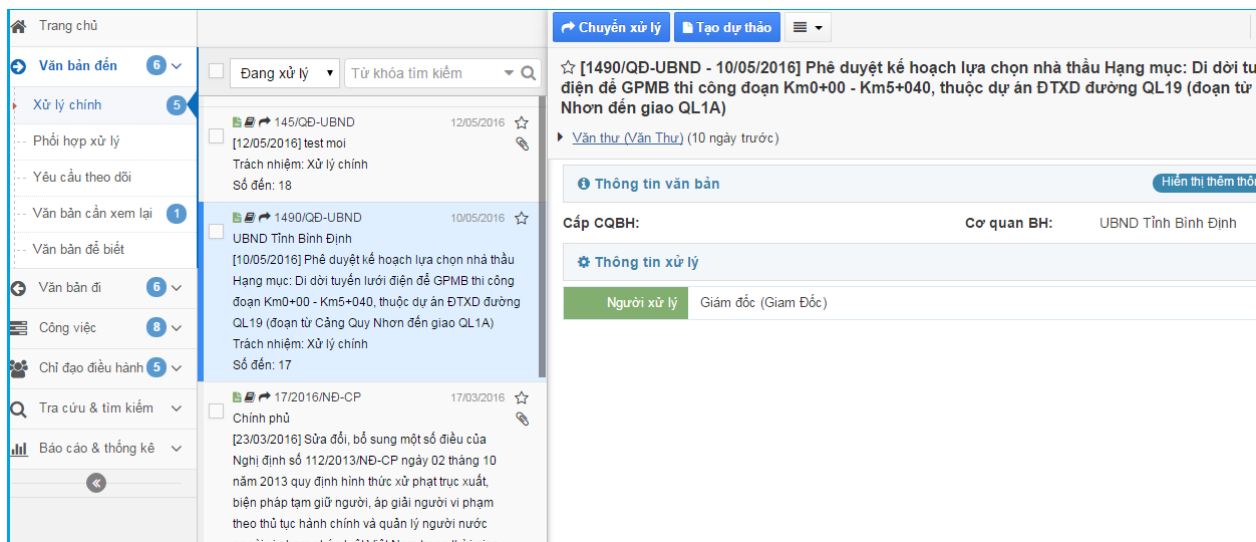 Trang chủ
Văn bản đến 6
Xử lý chính 5
Phối hợp xử lý
Yêu cầu theo dõi
Văn bản cần xem lại 1
Văn bản để biết
Văn bản đi 6
Công việc 8
Chỉ đạo điều hành 5
Tra cứu & tìm kiếm
Báo cáo & thống kê
Đang xử lý
Từ khóa tìm kiếm
145/QĐ-UBND 12/05/2016
[12/05/2016] test moi
Trách nhiệm: Xử lý chính
Số đến: 18
1490/QĐ-UBND 10/05/2016
UBND Tỉnh Bình Định
[10/05/2016] Phê duyệt kế hoạch lựa chọn nhà thầu
Hạng mục: Di dời tuyến lưới điện để GPMB thi công
đoạn Km0+00 - Km5+040, thuộc dự án ĐTXD đường
QL19 (đoạn từ Cảng Quy Nhơn đến giao QL1A)
Trách nhiệm: Xử lý chính
Số đến: 17
17/2016/NĐ-CP 17/03/2016
Chính phủ
[23/03/2016] Sửa đổi, bổ sung một số điều của
Nghị định số 112/2013/NĐ-CP ngày 02 tháng 10
năm 2013 quy định hình thức xử phạt trục xuất,
biện pháp tạm giữ người, áp giải người vi phạm
theo thủ tục hành chính và quản lý người nước
Chuyển xử lý Tạo dự thảo
[1490/QĐ-UBND - 10/05/2016] Phê duyệt kế hoạch lựa chọn nhà thầu Hạng mục: Di dời tu
điện để GPMB thi công đoạn Km0+00 - Km5+040, thuộc dự án ĐTXD đường QL19 (đoạn từ
Nhơn đến giao QL1A)
Văn thư (Văn Thư) (10 ngày trước)
Thông tin văn bản
Hiển thị thêm thôn
Cấp CQBH: Cơ quan BH: UBND Tỉnh Bình Định
Thông tin xử lý
Người xử lý Giám đốc (Giam Đốc)